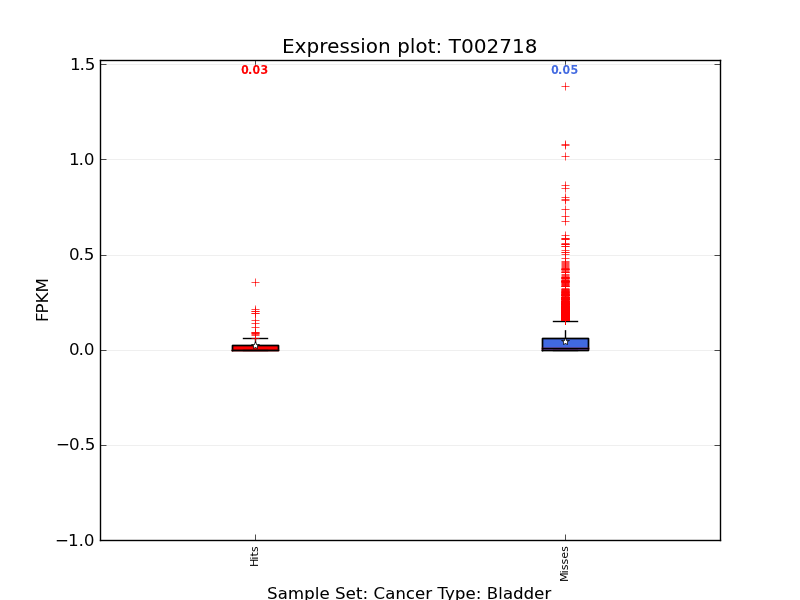 Expression plot: T002718
1.5
0.03
0.05
1.0
0.5
FPKM
0.0
−0.5
−1.0
Hits
Misses
Sample Set: Cancer Type: Bladder